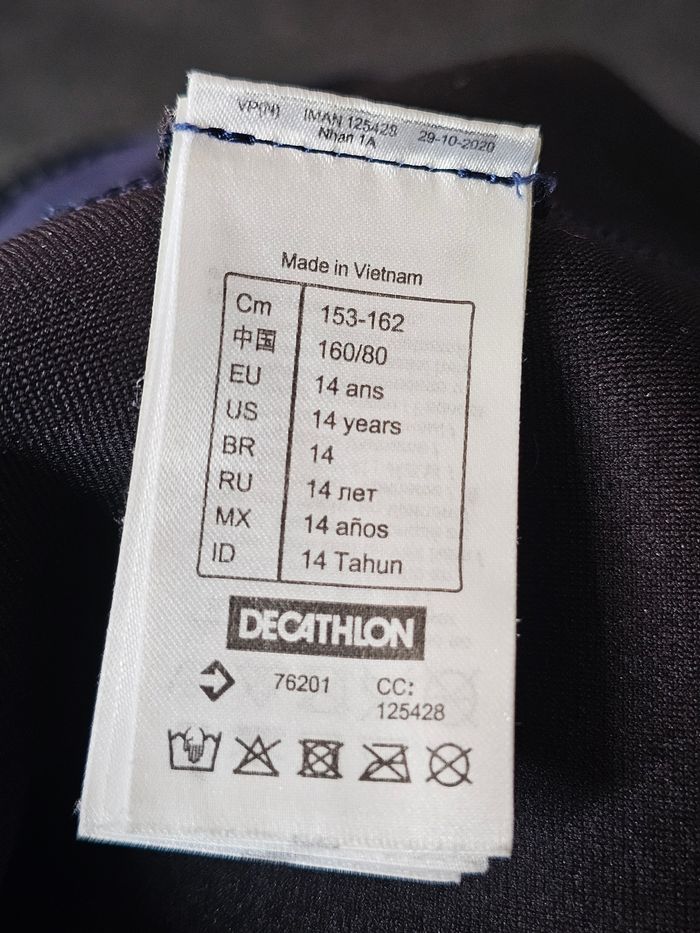 VP(N) IMAN 125428 29-10-2020
Nhan 1A
Made in Vietnam
Cm 153-162
中国 160/80
EU 14 ans
US 14 years
BR 14
RU 14 лет
MX 14 años
ID 14 Tahun
DECATHLON
76201 CC:
125428